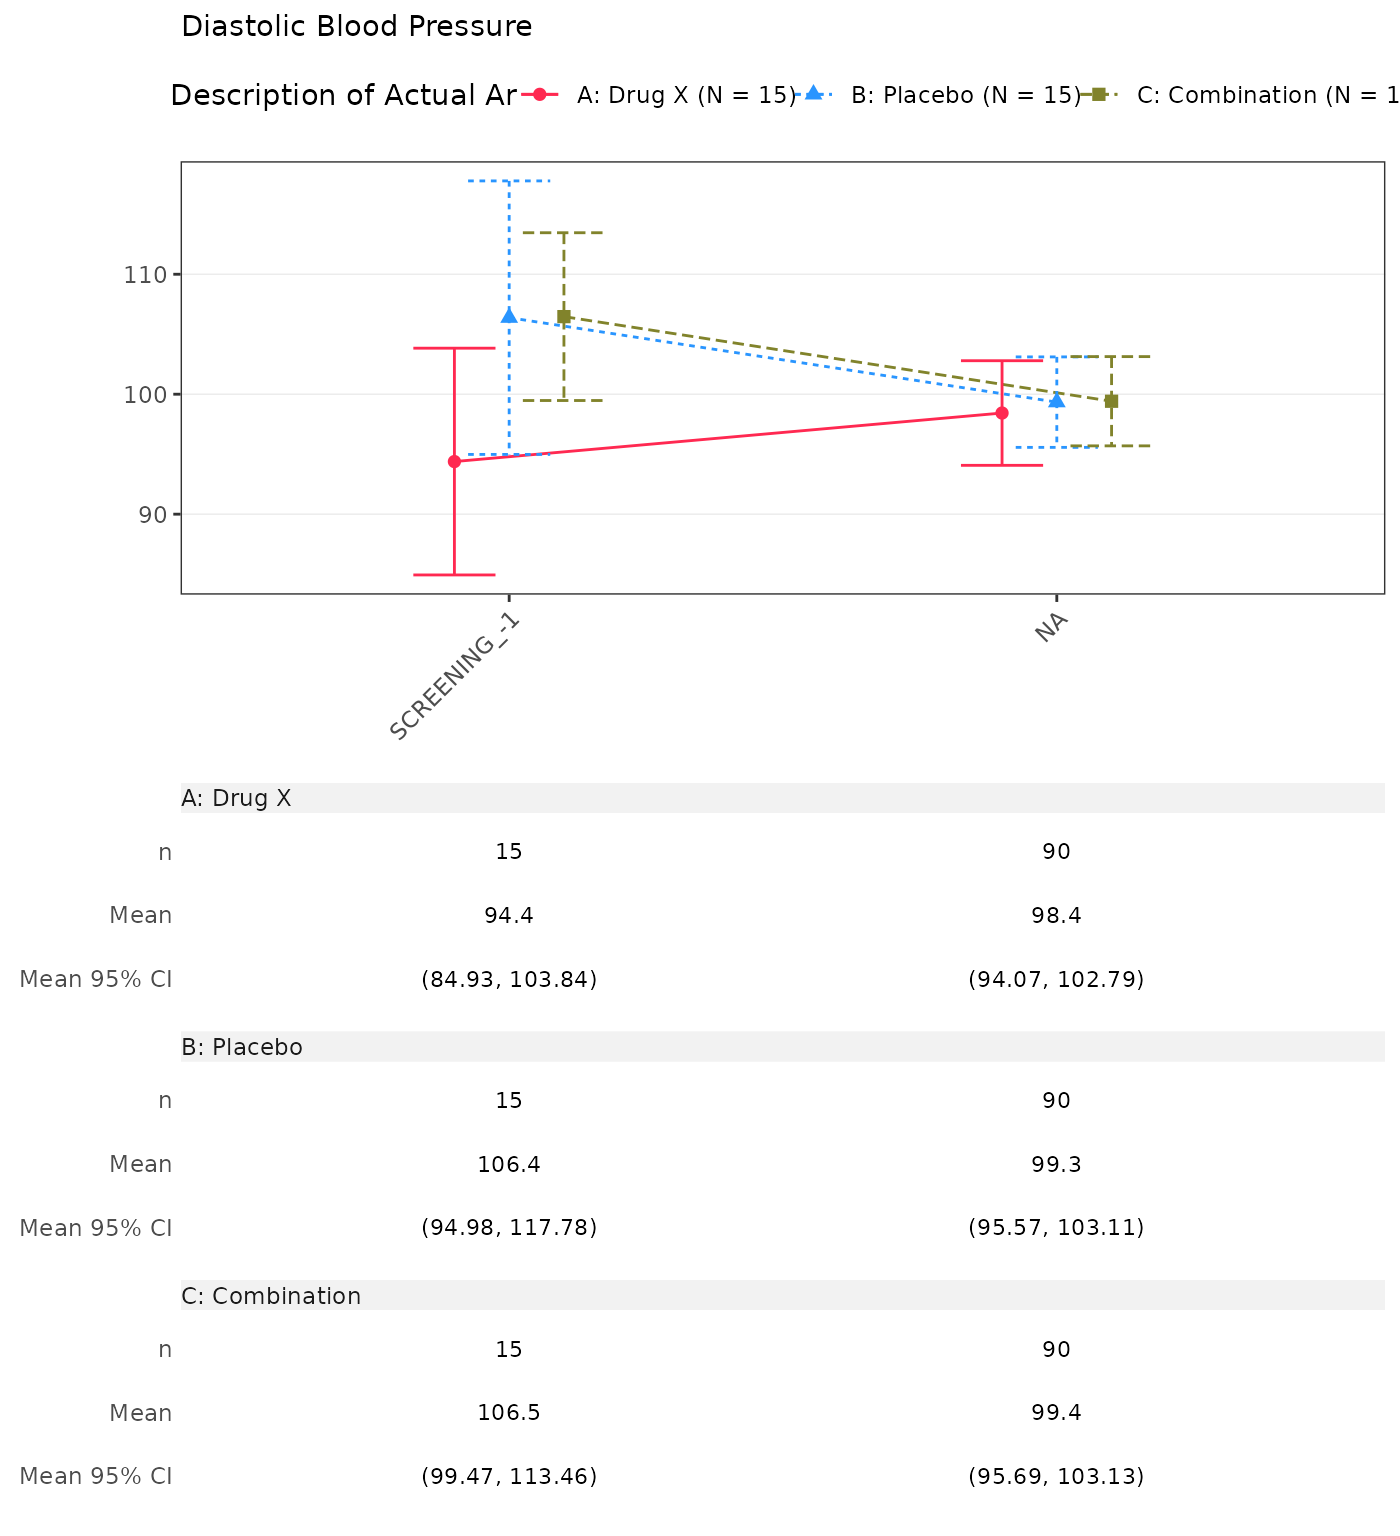 Diastolic Blood Pressure
Description of Actual Ar A: Drug X (N = 15) B: Placebo (N = 15) C: Combination (N = 1
110
100
90
SCREENING_-1 NA
A: Drug X
n 15 90
Mean 94.4 98.4
Mean 95% CI (84.93, 103.84) (94.07, 102.79)
B: Placebo
n 15 90
Mean 106.4 99.3
Mean 95% CI (94.98, 117.78) (95.57, 103.11)
C: Combination
n 15 90
Mean 106.5 99.4
Mean 95% CI (99.47, 113.46) (95.69, 103.13)